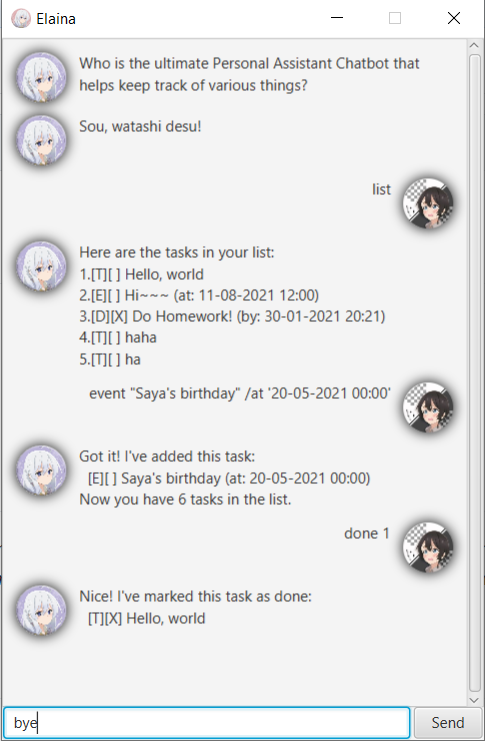 Elaina
Who is the ultimate Personal Assistant Chatbot that
helps keep track of various things?
Sou, watashi desu!
list
Here are the tasks in your list:
1.[T][ ] Hello, world
2.[E][ ] Hi~~~ (at: 11-08-2021 12:00)
3.[D][X] Do Homework! (by: 30-01-2021 20:21)
4.[T][ ] haha
5.[T][ ] ha
event "Saya's birthday" /at '20-05-2021 00:00'
Got it! I've added this task:
[E][ ] Saya's birthday (at: 20-05-2021 00:00)
Now you have 6 tasks in the list.
done 1
Nice! I've marked this task as done:
[T][X] Hello, world
bye
Send